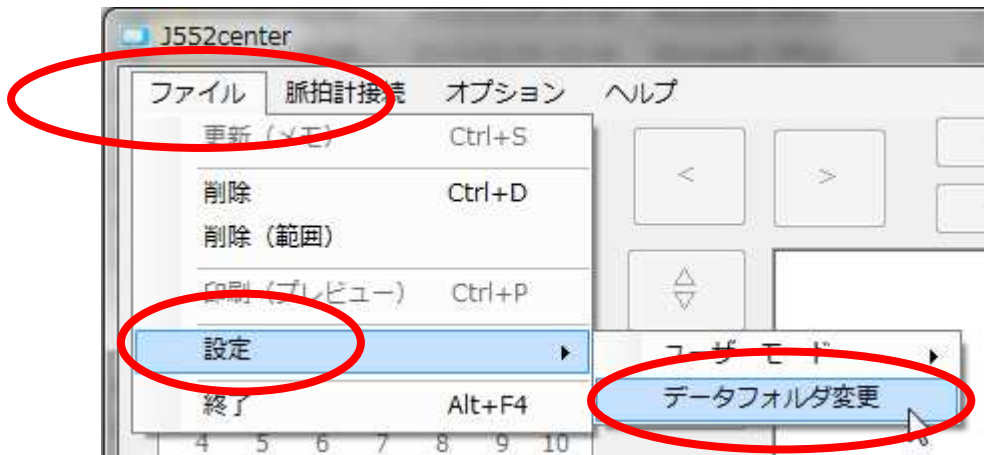 J552center
ファイル 脈拍計接続 オプション ヘルプ
更新（メモ） Ctrl+S
削除 Ctrl+D
削除（範囲）
印刷（プレビュー） Ctrl+P
設定
終了 Alt+F4
ユーザーモード
データフォルダ変更
< >
4 5 6 7 8 9 10